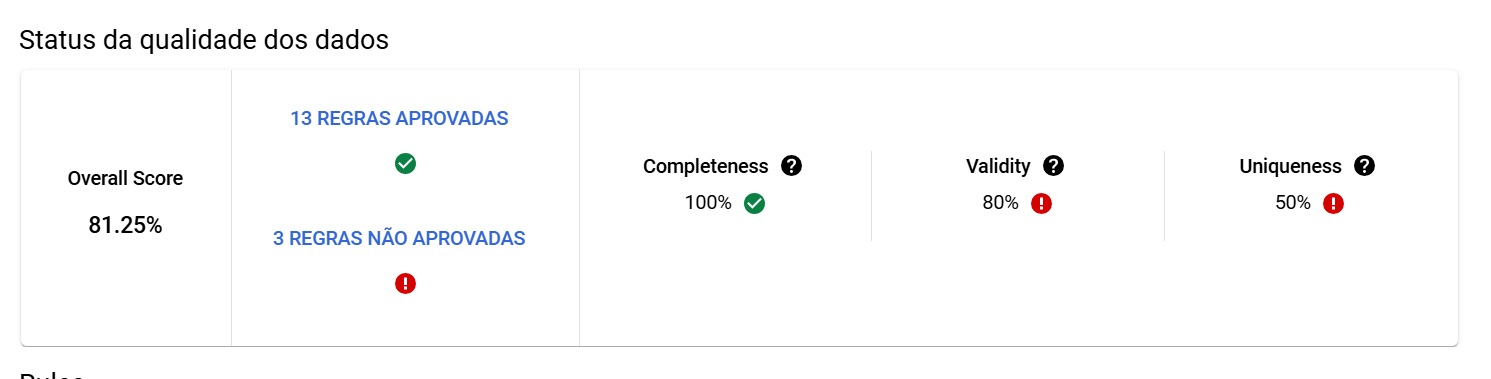 Status da qualidade dos dados
Overall Score
81.25%
13 REGRAS APROVADAS
3 REGRAS NÃO APROVADAS
Completeness
100%
Validity
80%
Uniqueness
50%
Rules